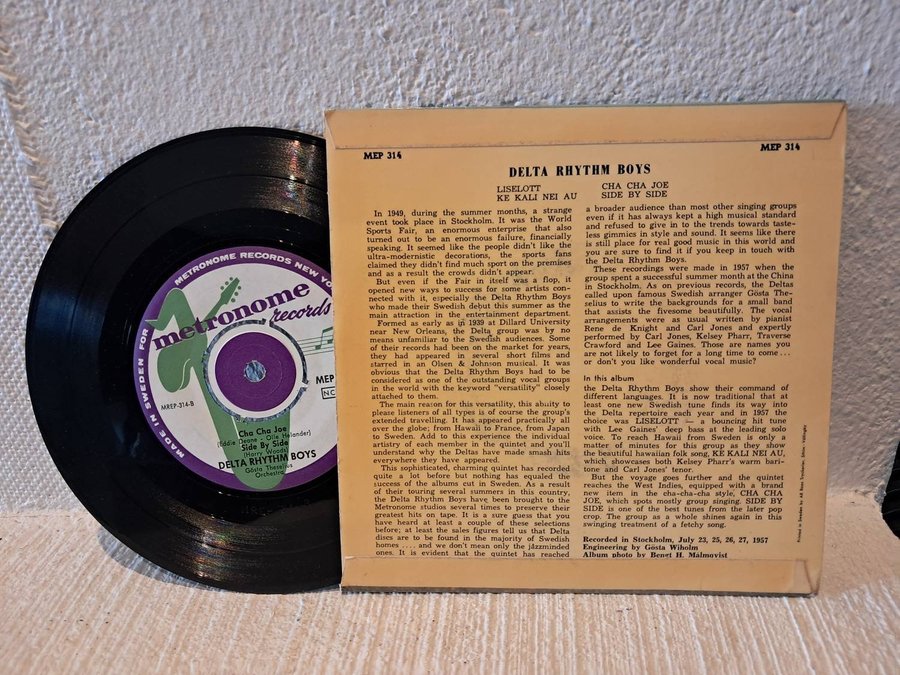 METRONOME RECORDS NEW YO
MADE IN SWEDEN FOR
metronome
records
MEP
NC
MREP-314-B
Cha Cha Joe
(Eddie Deane - Olle Helander)
Side By Side
(Harry Woods)
DELTA RHYTHM BOYS
Gösta Theselius
Orchestra
MEP 314
MEP 314
DELTA RHYTHM BOYS
LISELOTT
KE KALI NEI AU
CHA CHA JOE
SIDE BY SIDE
In 1949, during the summer months, a strange
event took place in Stockholm. It was the World
Sports Fair, an enormous enterprise that also
turned out to be an enormous failure, financially
speaking. It seemed like the people didn't like the
ultra-modernistic decorations, the sports fans
claimed they didn't find much sport on the premises
and as a result the crowds didn't appear.
But even if the Fair in itself was a flop, it
opened new ways to success for some artists con-
nected with it, especially the Delta Rhythm Boys
who made their Swedish debut this summer as the
main attraction in the entertainment department.
Formed as early as in 1939 at Dillard University
near New Orleans, the Delta group was by no
means unfamiliar to the Swedish audiences. Some
of their records had been on the market for years,
they had appeared in several short films and
starred in an Olsen & Johnson musical. It was
obvious that the Delta Rhythm Boys had to be
considered as one of the outstanding vocal groups
in the world with the keyword "versatility" closely
attached to them.
The main reason for this versatility, this ability to
please listeners of all types is of course the group's
extended travelling. It has appeared practically all
over the globe; from Hawaii to France, from Japan
to Sweden. Add to this experience the individual
artistry of each member in the quintet and you'll
understand why the Deltas have made smash hits
everywhere they have appeared.
This sophisticated, charming quintet has recorded
quite a lot before but nothing has equaled the
success of the albums cut in Sweden. As a result
of their touring several summers in this country,
the Delta Rhythm Boys have been brought to the
Metronome studios several times to preserve their
greatest hits on tape. It is a sure guest that you
have heard at least a couple of these selections
before; at least the sales figures tell us that Delta
discs are to be found in the majority of Swedish
homes .... and we don't mean only the jazzminded
ones. It is evident that the quintet has reached
a broader audience than most other singing groups
even if it has always kept a high musical standard
and refused to give in to the trends towards taste-
less gimmicks in style and sound. It seems like there
is still place for real good music in this world and
you are sure to find it if you keep in touch with
the Delta Rhythm Boys.
These recordings were made in 1957 when the
group spent a successful summer month at the China
in Stockholm. As on previous records, the Deltas
called upon famous Swedish arranger Gösta The-
selius to write the backgrounds for a small band
that assists the fivesome beautifully. The vocal
arrangements were as usual written by pianist
Rene de Knight and Carl Jones and expertly
performed by Carl Jones, Kelsey Pharr, Traverse
Crawford and Lee Gaines. Those are names you
are not likely to forget for a long time to come ...
or don't you like wonderful vocal music?
In this album
the Delta Rhythm Boys show their command of
different languages. It is now traditional that at
least one new Swedish tune finds its way into
the Delta repertoire each year and in 1957 the
choice was LISELOTT — a bouncing hit tune
with Lee Gaines' deep bass at the leading solo
voice. To reach Hawaii from Sweden is only a
matter of minutes for this group as they show
the beautiful hawaiian folk song, KE KALI NEI AU,
which showcases both Kelsey Pharr's warm bari-
tone and Carl Jones' tenor.
But the voyage goes further and the quintet
reaches the West Indies, equipped with a brand
new item in the cha-cha-cha style, CHA CHA
JOE, which spots mostly group singing. SIDE BY
SIDE is one of the best tunes from the later pop
crop. The group as a whole shines again in this
swinging treatment of a fetchy song.
Recorded in Stockholm, July 23, 25, 26, 27, 1957
Engineering by Gösta Wiholm
Album photo by Bengt H. Malmqvist
Printed in Sweden by